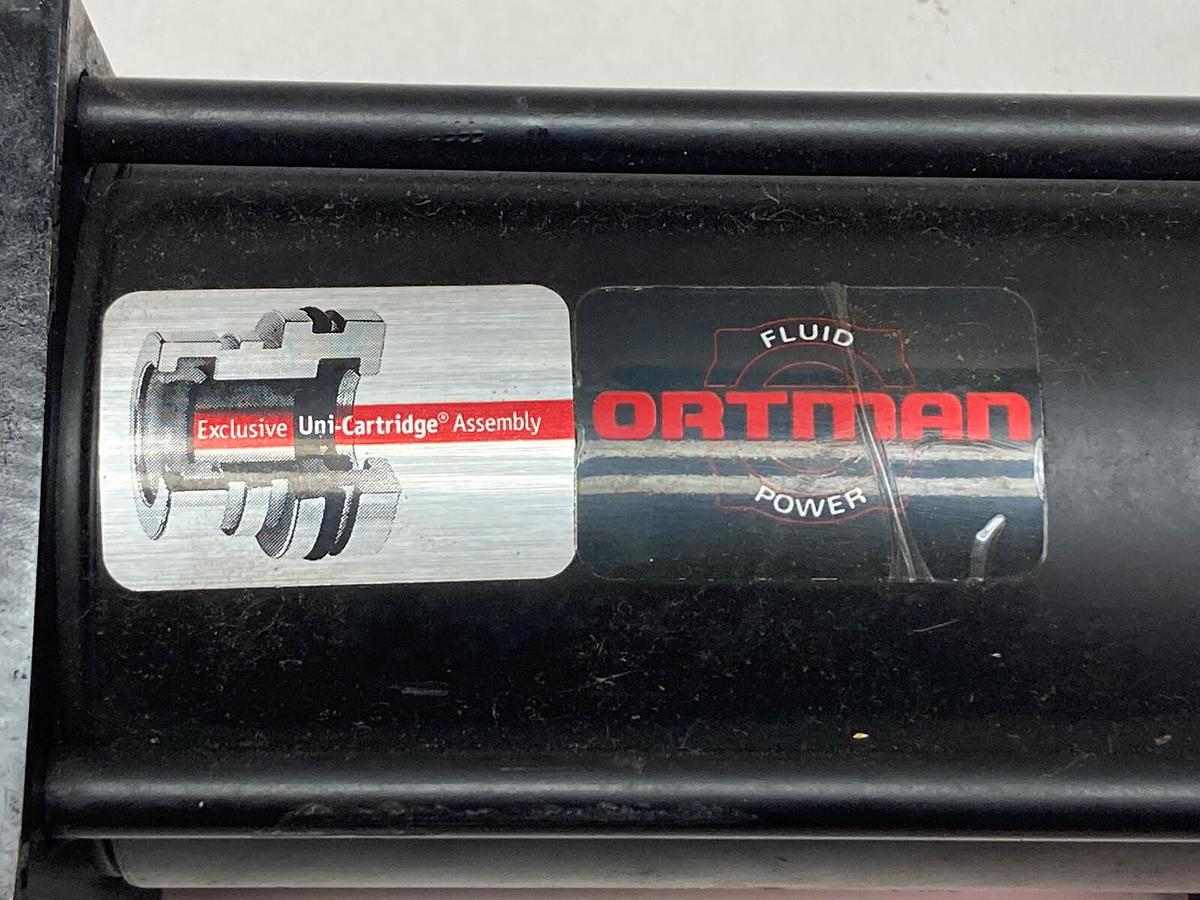 Exclusive Uni-Cartridge® Assembly
FLUID
ORTMAN
POWER